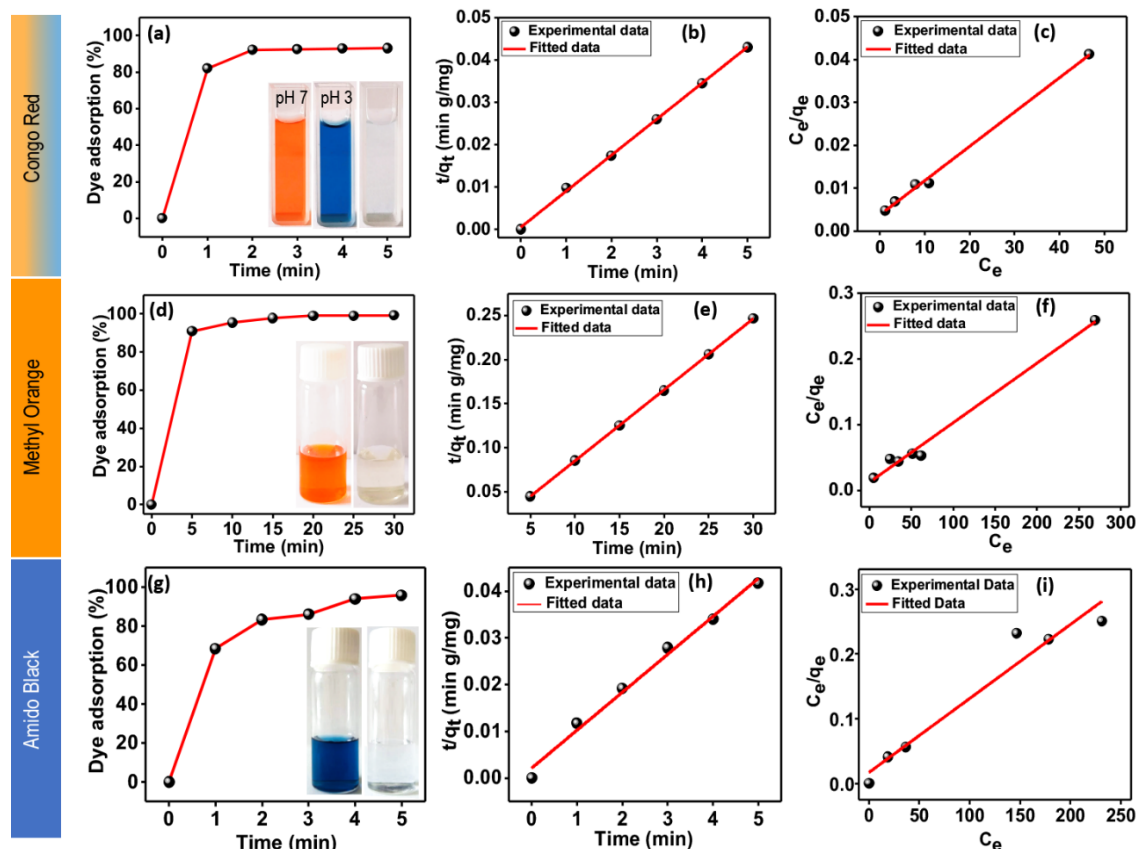 Congo Red
Dye adsorption (%)
100
80
60
40
20
0
(a)
pH 7
pH 3
0 1 2 3 4 5
Time (min)
t/qt (min g/mg)
0.05
0.04
0.03
0.02
0.01
0.00
Experimental data
Fitted data
(b)
0 1 2 3 4 5
Time (min)
Ce/qe
0.05
0.04
0.03
0.02
0.01
0.00
Experimental data
Fitted data
(c)
0 10 20 30 40 50
Ce
Methyl Orange
Dye adsorption (%)
100
80
60
40
20
0
(d)
0 5 10 15 20 25 30
Time (min)
t/qt (min g/mg)
0.25
0.20
0.15
0.10
0.05
Experimental data
Fitted data
(e)
5 10 15 20 25 30
Time (min)
Ce/qe
0.3
0.2
0.1
0.0
Experimental data
Fitted data
(f)
0 50 100 150 200 250 300
Ce
Amido Black
Dye adsorption (%)
100
80
60
40
20
0
(g)
0 1 2 3 4 5
Time (min)
t/qt (min g/mg)
0.04
0.03
0.02
0.01
0.00
Experimental data
Fitted data
(h)
0 1 2 3 4 5
Time (min)
Ce/qe
0.3
0.2
0.1
0.0
Experimental Data
Fitted Data
(i)
0 50 100 150 200 250
Ce